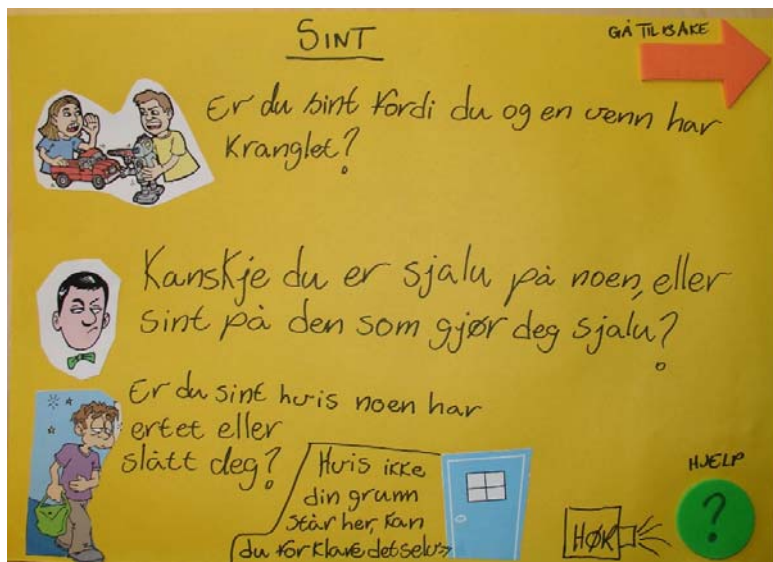 SINT
GÅ TILBAKE
Er du sint fordi du og en venn har
kranglet?
Kanskje du er sjalu på noen, eller
sint på den som gjør deg sjalu?
Er du sint hvis noen har
ertet eller
slått deg?
Hvis ikke
din grunn
står her, kan
du forklare det selv
HJELP
?
HØR